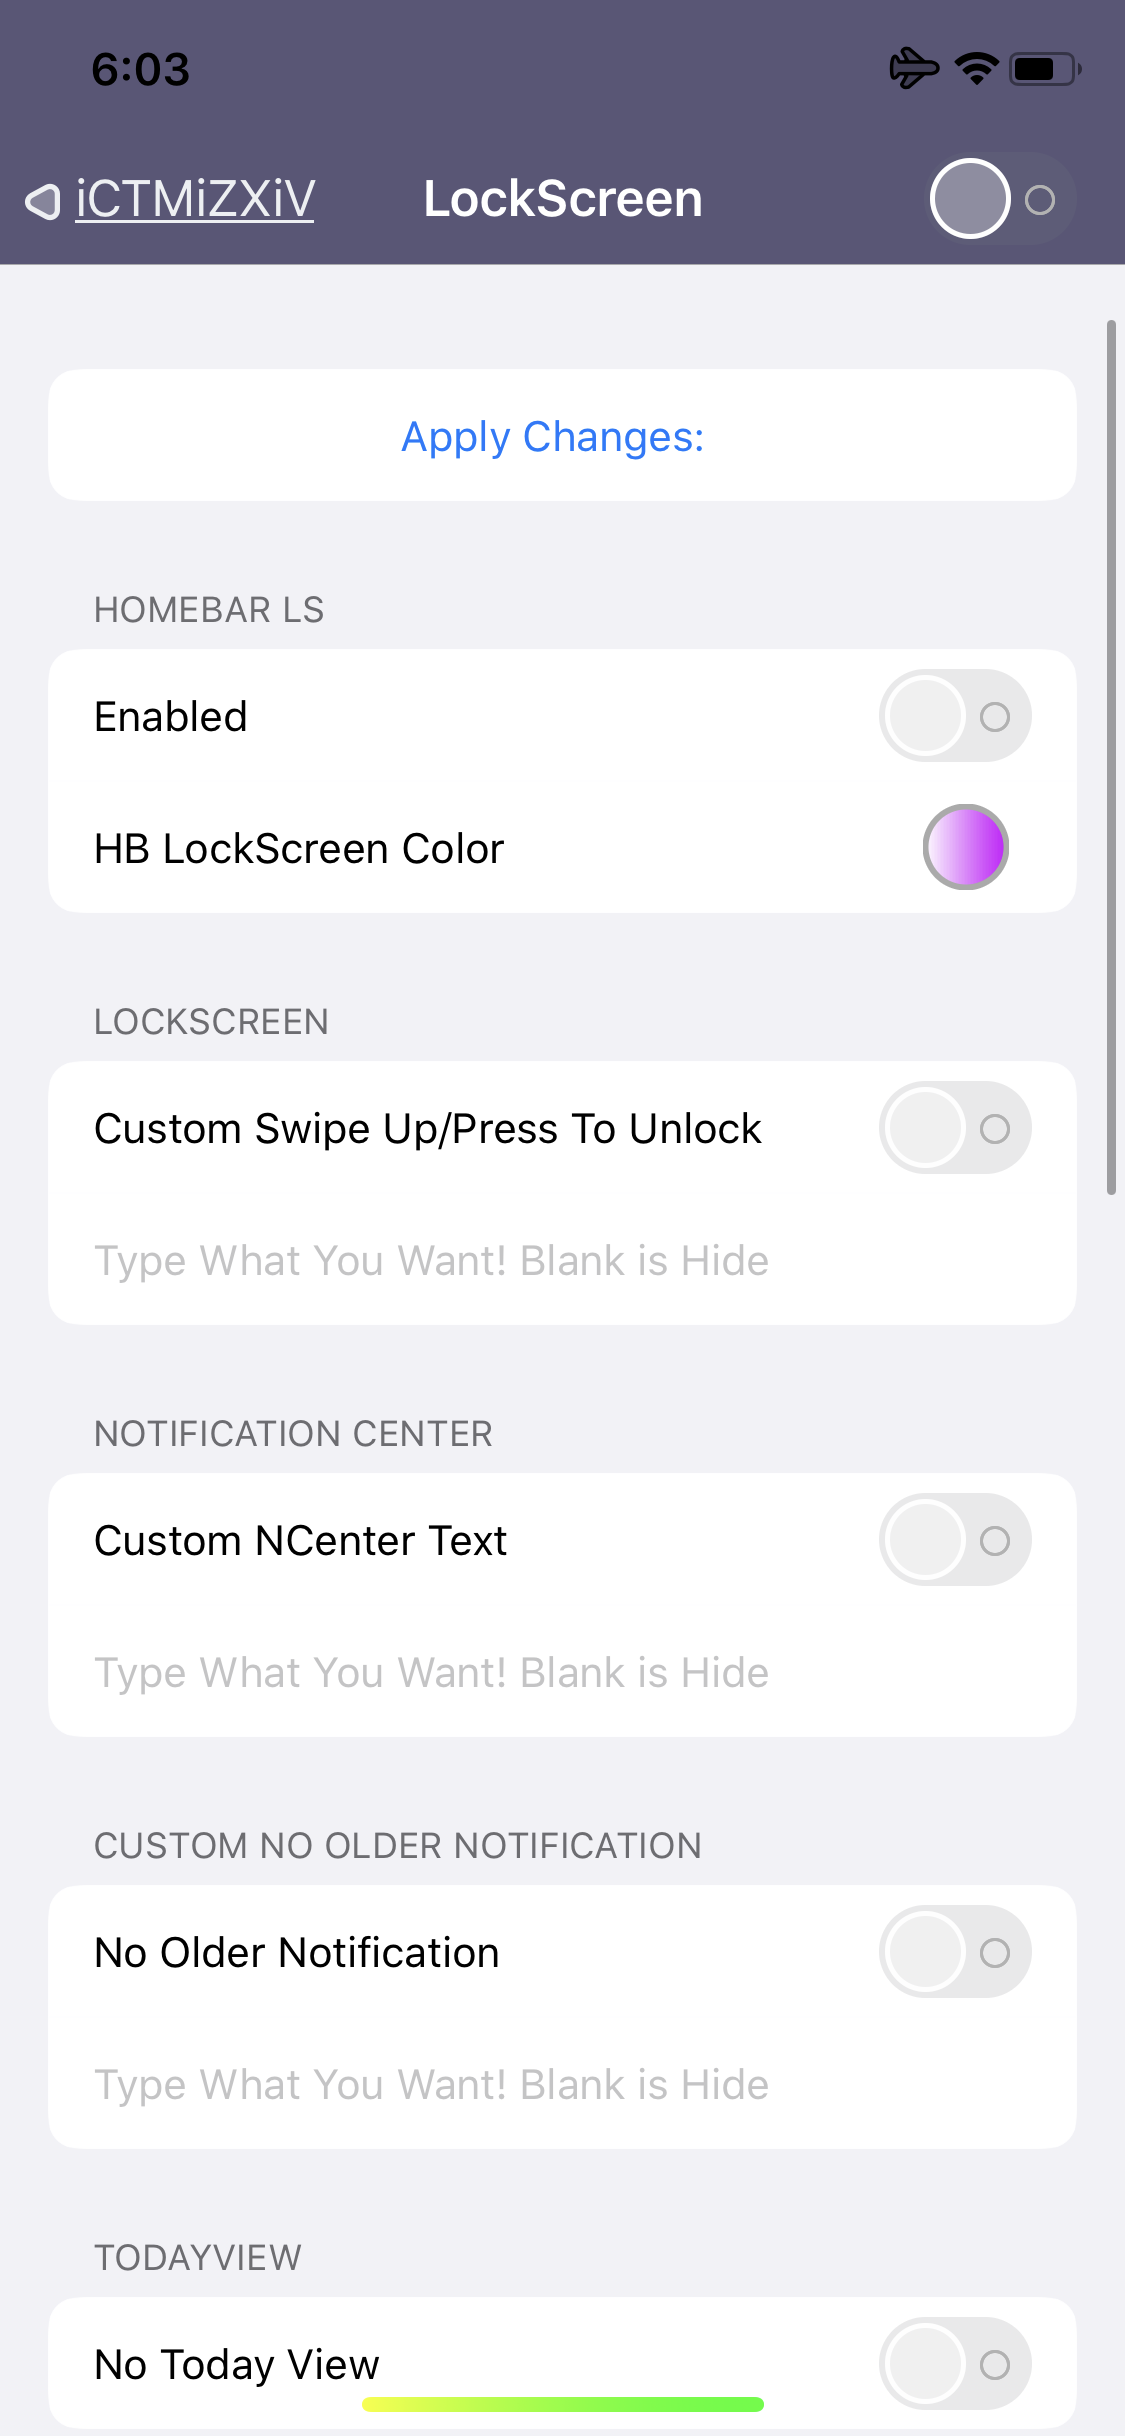 6:03
iCTMiZXiV
LockScreen
Apply Changes:
HOMEBAR LS
Enabled
HB LockScreen Color
LOCKSCREEN
Custom Swipe Up/Press To Unlock
Type What You Want! Blank is Hide
NOTIFICATION CENTER
Custom NCenter Text
Type What You Want! Blank is Hide
CUSTOM NO OLDER NOTIFICATION
No Older Notification
Type What You Want! Blank is Hide
TODAYVIEW
No Today View